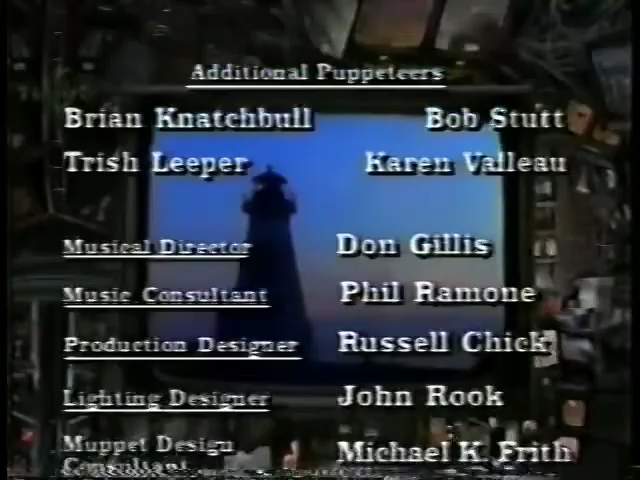 Additional Puppeteers
Brian Knatchbull Bob Stutt
Trish Leeper Karen Valleau
Musical Director Don Gillis
Music Consultant Phil Ramone
Production Designer Russell Chick
Lighting Designer John Rook
Muppet Design Michael K. Frith
Consultant